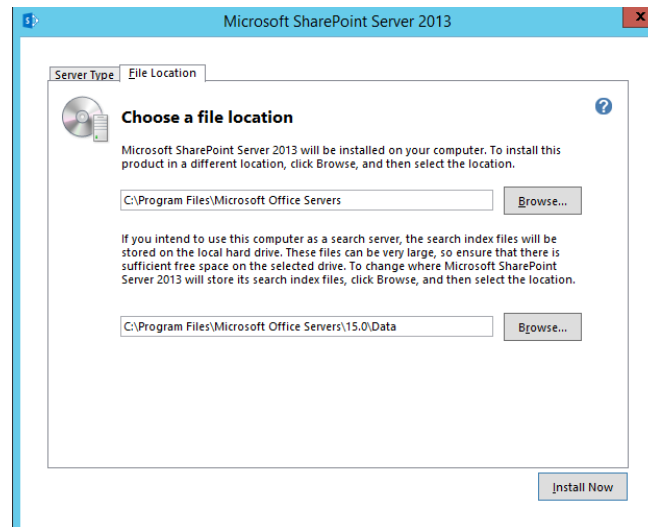 Microsoft SharePoint Server 2013
x
Server Type File Location
Choose a file location
?
Microsoft SharePoint Server 2013 will be installed on your computer. To install this
product in a different location, click Browse, and then select the location.
C:\Program Files\Microsoft Office Servers
Browse...
If you intend to use this computer as a search server, the search index files will be
stored on the local hard drive. These files can be very large, so ensure that there is
sufficient free space on the selected drive. To change where Microsoft SharePoint
Server 2013 will store its search index files, click Browse, and then select the location.
C:\Program Files\Microsoft Office Servers\15.0\Data
Browse...
Install Now